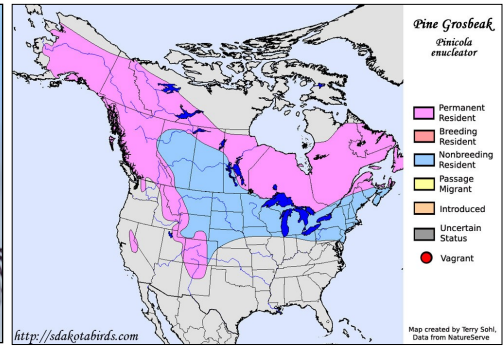 Pine Grosbeak
Pinicola
enucleator
Permanent
Resident
Breeding
Resident
Nonbreeding
Resident
Passage
Migrant
Introduced
Uncertain
Status
Vagrant
http://sdakotabirds.com
Map created by Terry Sohl,
Data from NatureServe